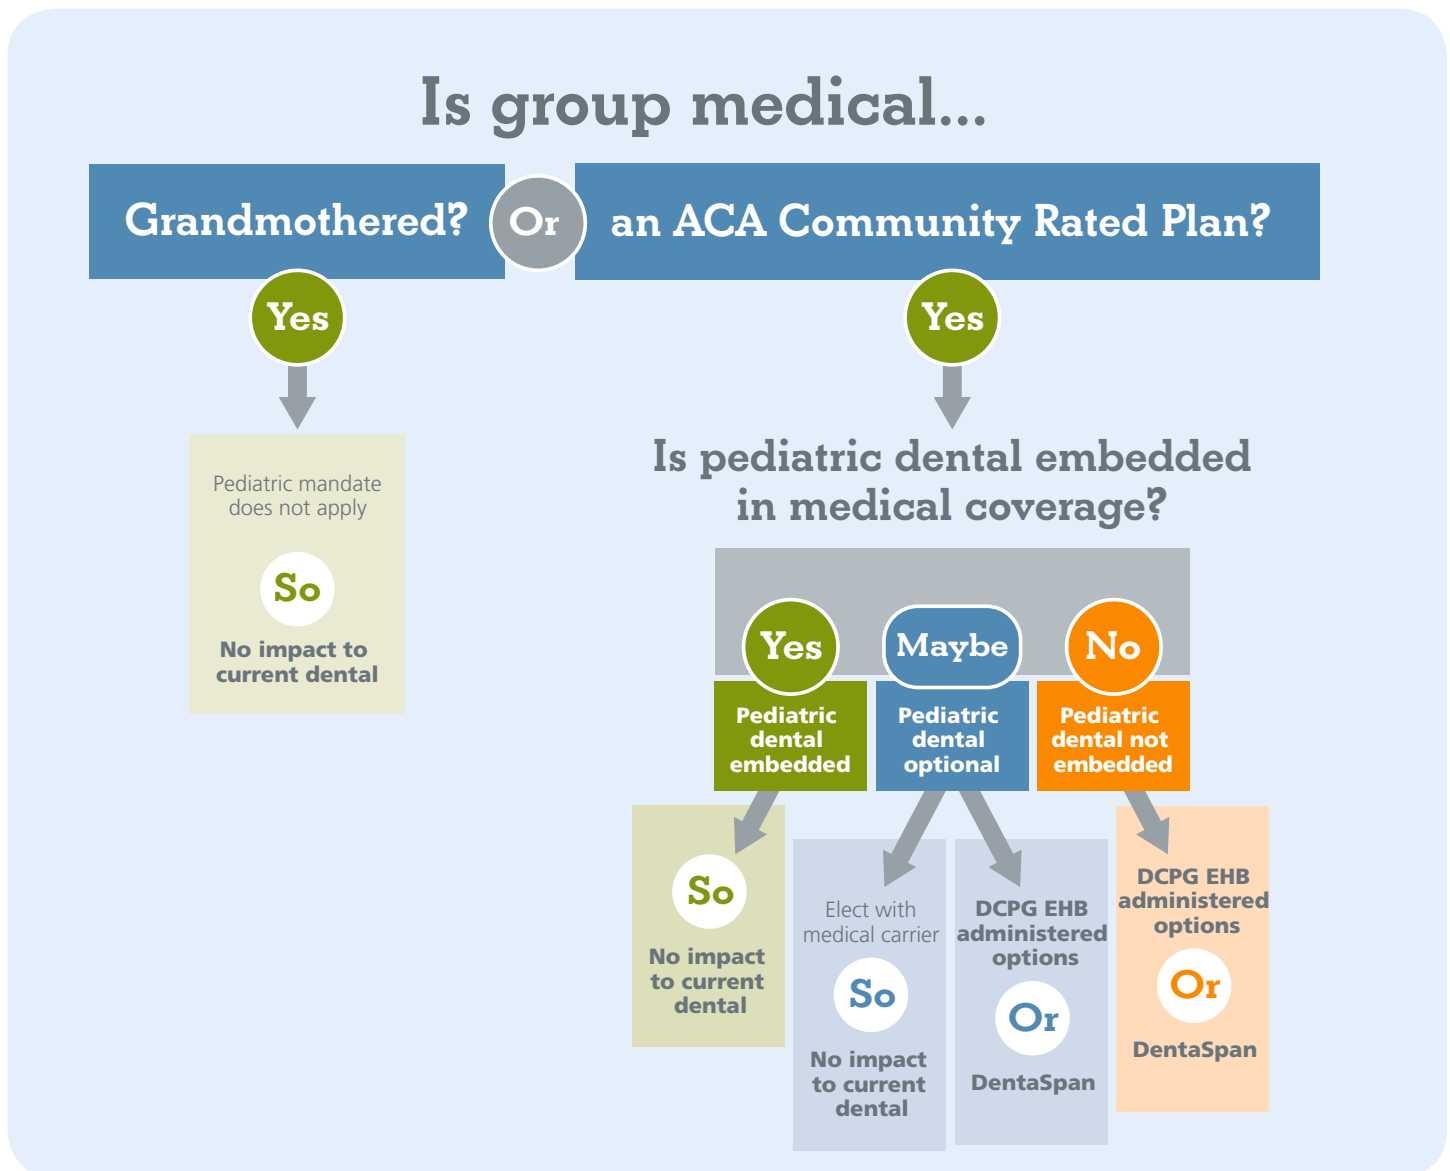 Is group medical...
Grandmothered?
Or
an ACA Community Rated Plan?
Yes
Pediatric mandate
does not apply
So
No impact to
current dental
Yes
Is pediatric dental embedded
in medical coverage?
Yes
Pediatric
dental
embedded
So
No impact
to current
dental
Maybe
Pediatric
dental
optional
Elect with
medical carrier
So
No impact
to current
dental
DCPG EHB
administered
options
Or
DentaSpan
No
Pediatric
dental not
embedded
DCPG EHB
administered
options
Or
DentaSpan